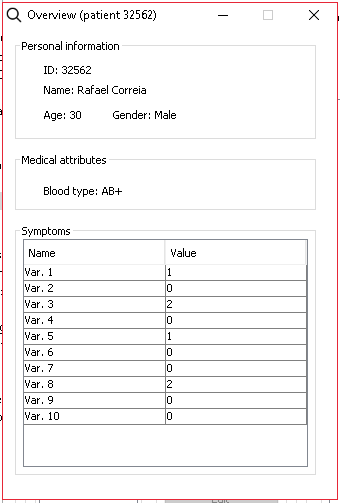 Overview (patient 32562)
Personal information
ID: 32562
Name: Rafael Correia
Age: 30 Gender: Male
Medical attributes
Blood type: AB+
Symptoms
Name Value
Var. 1 1
Var. 2 0
Var. 3 2
Var. 4 0
Var. 5 1
Var. 6 0
Var. 7 0
Var. 8 2
Var. 9 0
Var. 10 0